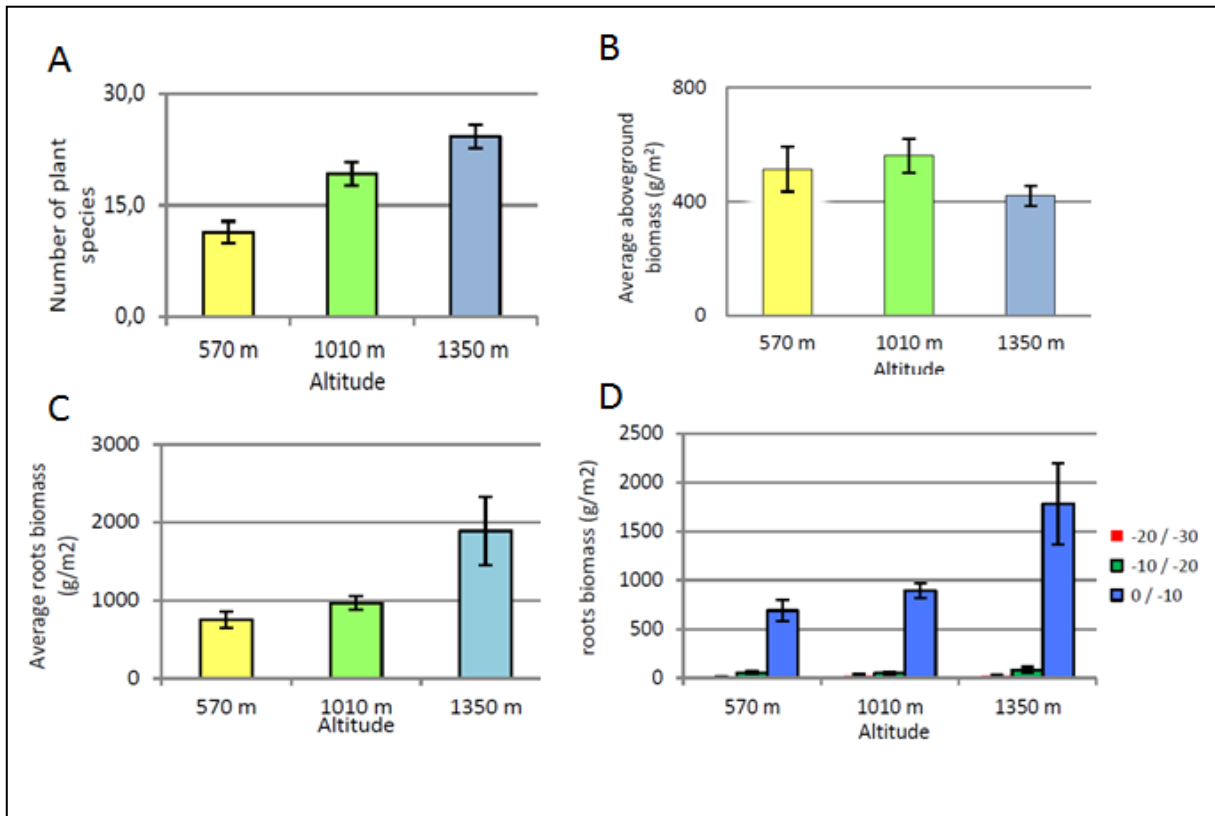 A
Number of plant
species
30,0
15,0
0,0
570 m
1010 m
1350 m
Altitude
B
Average aboveground
biomass (g/m²)
800
400
0
570 m
1010 m
1350 m
Altitude
C
Average roots biomass
(g/m2)
3000
2000
1000
0
570 m
1010 m
1350 m
Altitude
D
roots biomass (g/m2)
2500
2000
1500
1000
500
0
570 m
1010 m
1350 m
Altitude
-20 / -30
-10 / -20
0 / -10